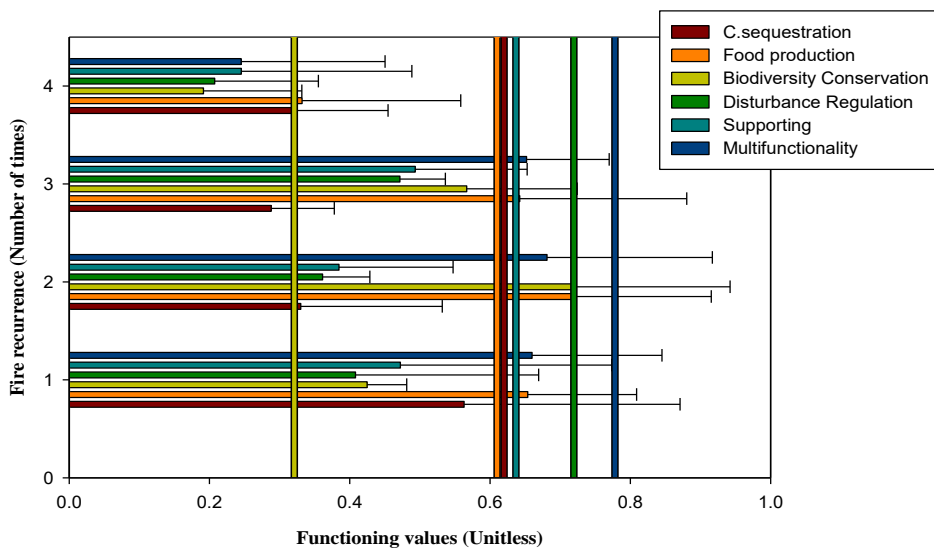 C.sequestration
Food production
Biodiversity Conservation
Disturbance Regulation
Supporting
Multifunctionality
Fire recurrence (Number of times)
4
3
2
1
0
0.0 0.2 0.4 0.6 0.8 1.0
Functioning values (Unitless)